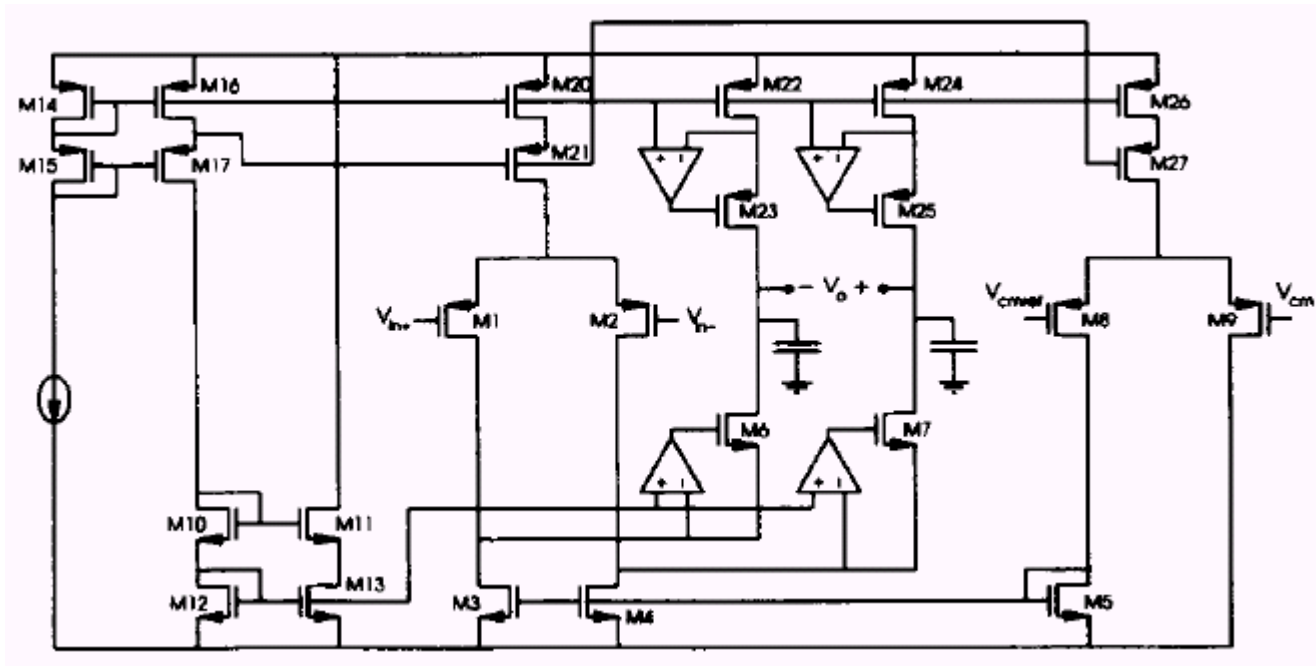 M14
M16
M20
M22
M24
M26
M15
M17
M21
M27
+ -
+ -
M23
M25
- Vo +
Vin+
M1
M2
Vin-
Vcmref
M8
M9
Vcm
M6
M7
+ -
+ -
M10
M11
M12
M13
M3
M4
M5